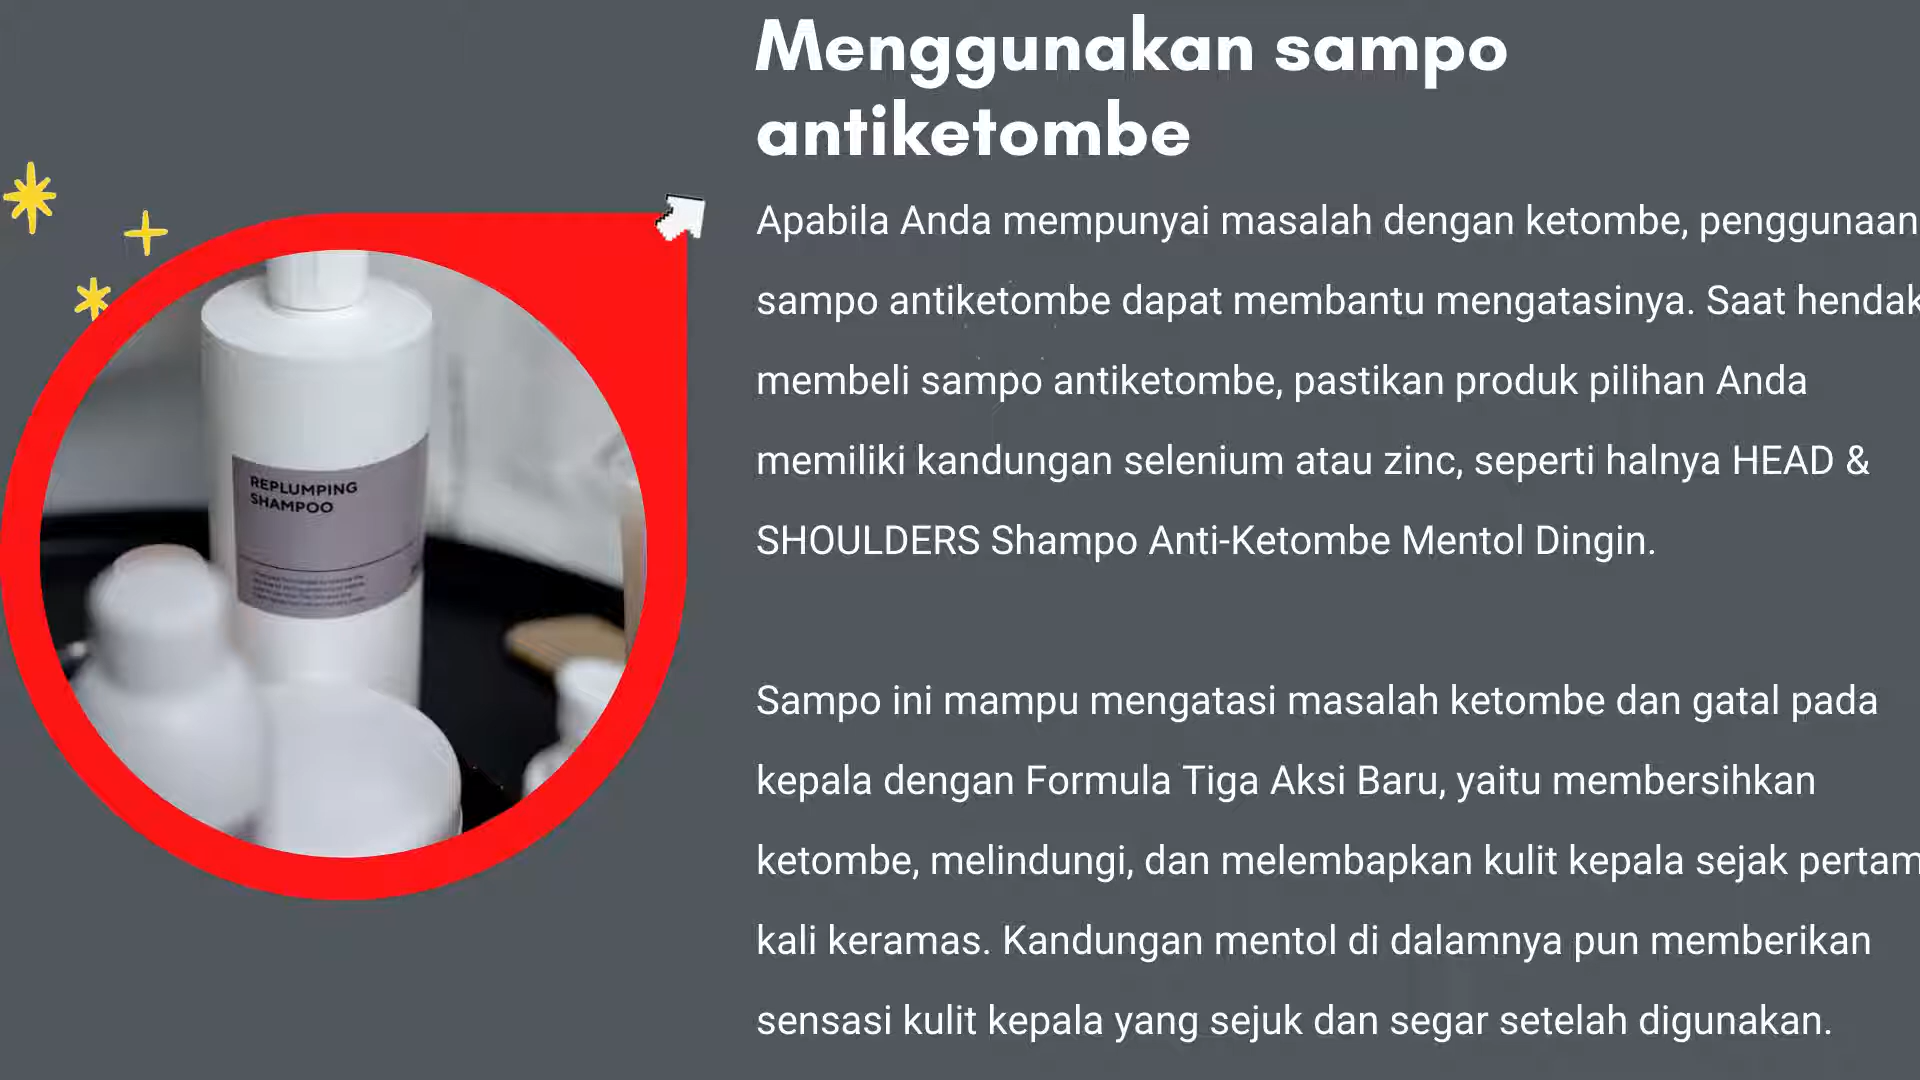 Menggunakan sampo
antiketombe
Apabila Anda mempunyai masalah dengan ketombe, penggunaan
sampo antiketombe dapat membantu mengatasinya. Saat hendak
membeli sampo antiketombe, pastikan produk pilihan Anda
memiliki kandungan selenium atau zinc, seperti halnya HEAD &
SHOULDERS Shampo Anti-Ketombe Mentol Dingin.
Sampo ini mampu mengatasi masalah ketombe dan gatal pada
kepala dengan Formula Tiga Aksi Baru, yaitu membersihkan
ketombe, melindungi, dan melembapkan kulit kepala sejak pertam
kali keramas. Kandungan mentol di dalamnya pun memberikan
sensasi kulit kepala yang sejuk dan segar setelah digunakan.
REPLUMPING
SHAMPOO